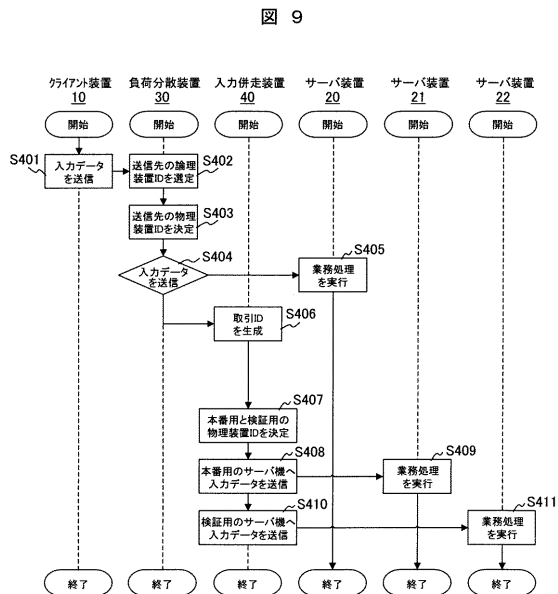 図 9
クライアント装置 負荷分散装置 入力併走装置 サーバ装置 サーバ装置 サーバ装置
10 30 40 20 21 22
開始 開始 開始 開始 開始 開始
S401
入力データ
を送信
S402
送信先の論理
装置IDを選定
S403
送信先の物理
装置IDを決定
S404
入力データ
を送信
S405
業務処理
を実行
S406
取引ID
を生成
S407
本番用と検証用の
物理装置IDを決定
S408
本番用のサーバ機へ
入力データを送信
S409
業務処理
を実行
S410
検証用のサーバ機へ
入力データを送信
S411
業務処理
を実行
終了 終了 終了 終了 終了 終了